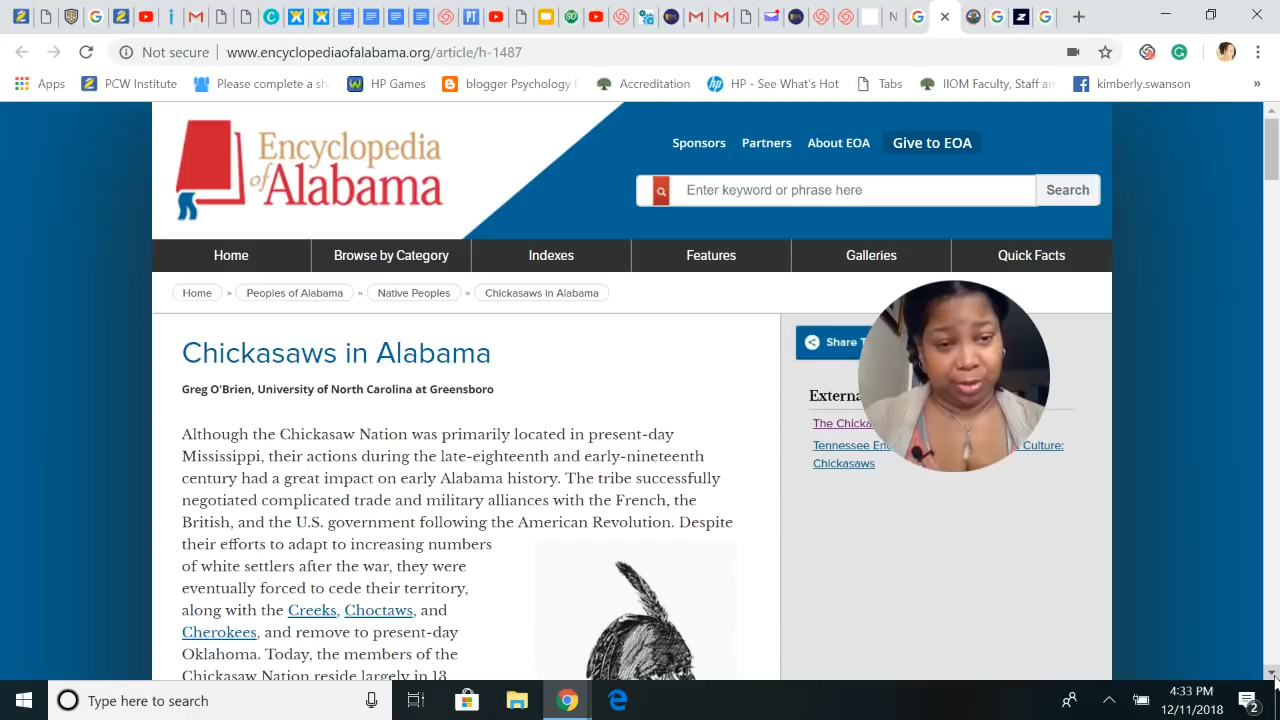 Not secure www.encyclopediaofalabama.org/article/h-1487
Apps PCW Institute Please complete a sh HP Games blogger Psychology Accreditation HP - See What's Hot Tabs IIOM Faculty, Staff kimberly.swanson »
Encyclopedia of Alabama
Sponsors Partners About EOA Give to EOA
Enter keyword or phrase here Search
Home Browse by Category Indexes Features Galleries Quick Facts
Home » Peoples of Alabama » Native Peoples » Chickasaws in Alabama
Chickasaws in Alabama
Greg O'Brien, University of North Carolina at Greensboro
Although the Chickasaw Nation was primarily located in present-day
Mississippi, their action during the late-eighteenth and early-nineteenth
century had a great impact on early Alabama history. The tribe successfully
negotiated complicated trade and military alliances with the French, the
British, and the U.S. government following the American Revolution. Despite
their efforts to adapt to increasing numbers
of white settlers after the war, they were
eventually forced to cede their territory,
along with the Creeks, Choctaws, and
Cherokees, and remove to present-day
Oklahoma. Today, the members of the
Chickasaw Nation reside largely in 13
Share
The
Tennessee Culture:
Chickasaws
Type here to search
4:33 PM
12/11/2018
2